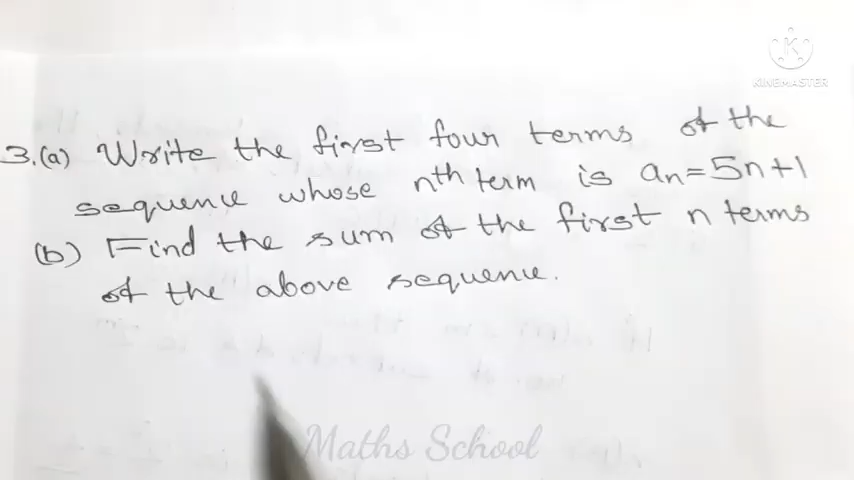 KINEMASTER
3.(a) Write the first four terms of the
sequence whose nth term is an=5n+1
(b) Find the sum of the first n terms
of the above sequence.
Maths School